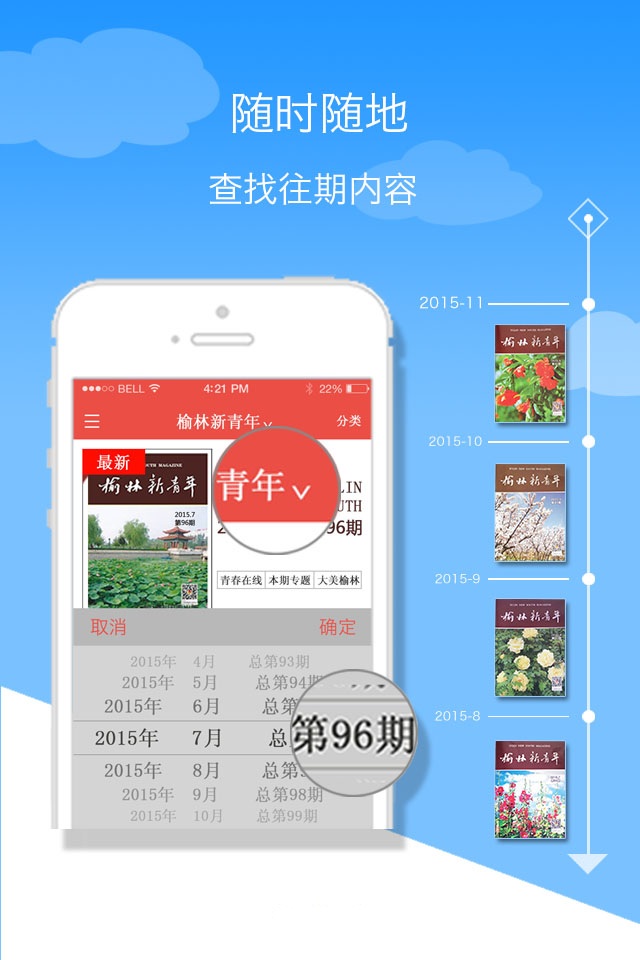 随时随地
查找往期内容
2015-11
榆林新青年
2015-10
榆林新青年
2015-9
榆林新青年
2015-8
榆林新青年
BELL 4:21 PM 22%
榆林新青年 分类
最新
UTH MAGAZINE
榆林新青年
2015.7
第96期
青年
LIN
UTH
2 96期
青春在线 本期专题 大美榆林
取消 确定
2015年 4月 总第93期
2015年 5月 总第94期
2015年 6月 总第
2015年 7月 总
第96期
2015年 8月 总第
2015年 9月 总第98期
2015年 10月 总第99期